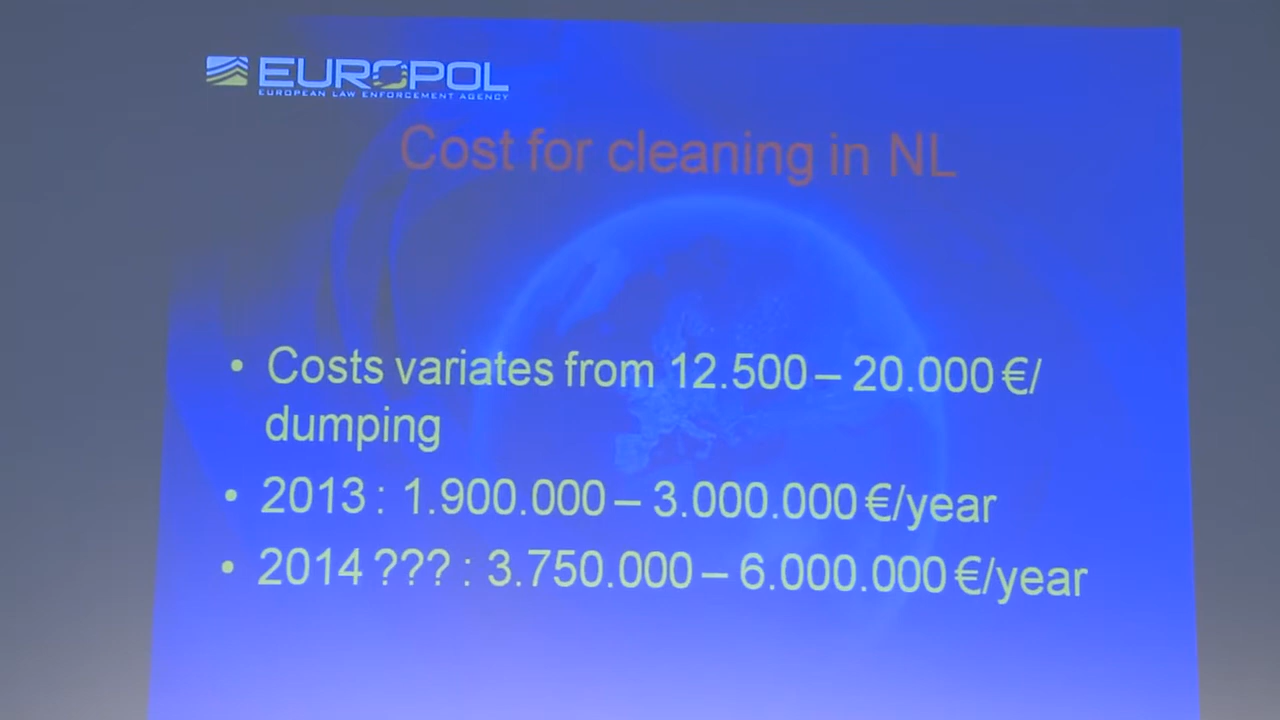 EUROPOL
EUROPEAN LAW ENFORCEMENT AGENCY
Cost for cleaning in NL
• Costs variates from 12.500 – 20.000 €/
dumping
• 2013 : 1.900.000 – 3.000.000 €/year
• 2014 ??? : 3.750.000 – 6.000.000 €/year